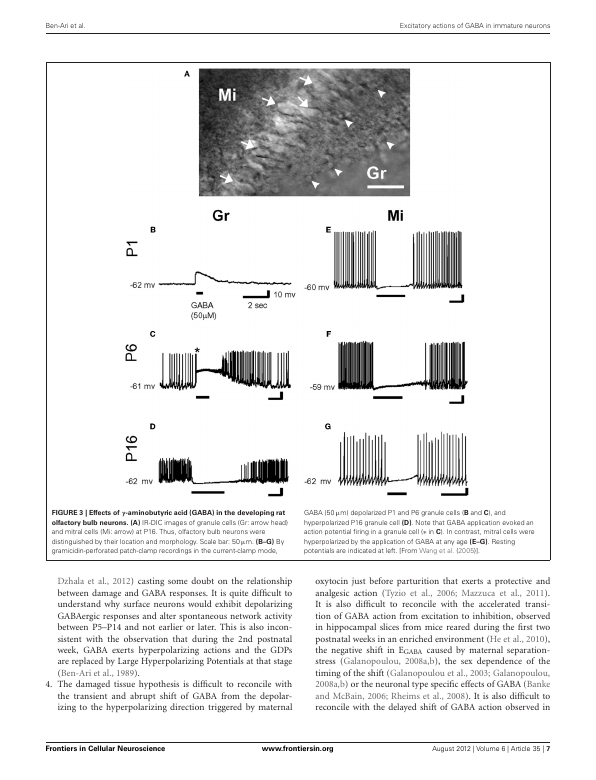 Ben-Ari et al.
Excitatory actions of GABA in immature neurons
A
Mi
Gr
Gr
Mi
P1
B
-62 mv
GABA
(50μM)
10 mv
2 sec
E
-60 mv
P6
C
*
-61 mv
F
-59 mv
P16
D
-62 mv
G
-62 mv
FIGURE 3 | Effects of γ-aminobutyric acid (GABA) in the developing rat
olfactory bulb neurons. (A) IR-DIC images of granule cells (Gr: arrow head)
and mitral cells (Mi: arrow) at P16. Thus, olfactory bulb neurons were
distinguished by their location and morphology. Scale bar: 50 μm. (B–G) By
gramicidin-perforated patch-clamp recordings in the current-clamp mode,
GABA (50 μm) depolarized P1 and P6 granule cells (B and C), and
hyperpolarized P16 granule cell (D). Note that GABA application evoked an
action potential firing in a granule cell (* in C). In contrast, mitral cells were
hyperpolarized by the application of GABA at any age (E–G). Resting
potentials are indicated at left. [From Wang et al. (2005)].
Dzhala et al., 2012) casting some doubt on the relationship
between damage and GABA responses. It is quite difficult to
understand why surface neurons would exhibit depolarizing
GABAergic responses and alter spontaneous network activity
between P5–P14 and not earlier or later. This is also incon-
sistent with the observation that during the 2nd postnatal
week, GABA exerts hyperpolarizing actions and the GDPs
are replaced by Large Hyperpolarizing Potentials at that stage
(Ben-Ari et al., 1989).
4. The damaged tissue hypothesis is difficult to reconcile with
the transient and abrupt shift of GABA from the depolar-
izing to the hyperpolarizing direction triggered by maternal
oxytocin just before parturition that exerts a protective and
analgesic action (Tyzio et al., 2006; Mazzuca et al., 2011).
It is also difficult to reconcile with the accelerated transi-
tion of GABA action from excitation to inhibition, observed
in hippocampal slices from mice reared during the first two
postnatal weeks in an enriched environment (He et al., 2010),
the negative shift in EGABA caused by maternal separation-
stress (Galanopoulou, 2008a,b), the sex dependence of the
timing of the shift (Galanopoulou et al., 2003; Galanopoulou,
2008a,b) or the neuronal type specific effects of GABA (Banke
and McBain, 2006; Rheims et al., 2008). It is also difficult to
reconcile with the delayed shift of GABA action observed in
Frontiers in Cellular Neuroscience
www.frontiersin.org
August 2012 | Volume 6 | Article 35 | 7